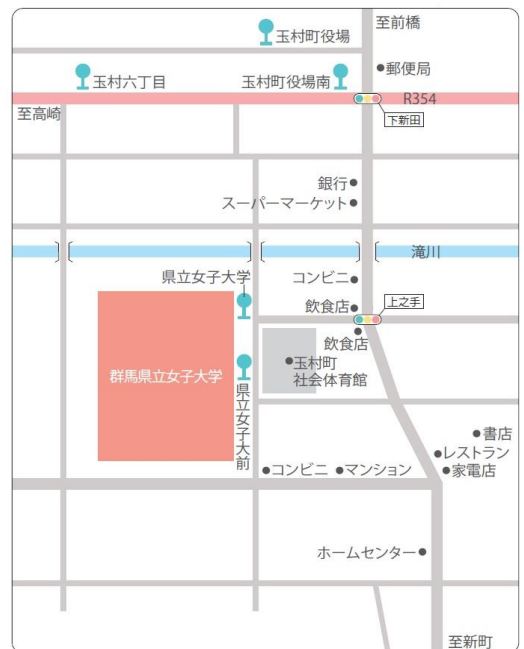 至前橋
玉村町役場
郵便局
玉村六丁目
玉村町役場南
R354
至高崎
下新田
銀行
スーパーマーケット
滝川
県立女子大学
コンビニ
飲食店
上之手
飲食店
群馬県立女子大学
玉村町
社会体育館
県立女子大前
書店
レストラン
コンビニ
マンション
家電店
ホームセンター
至新町